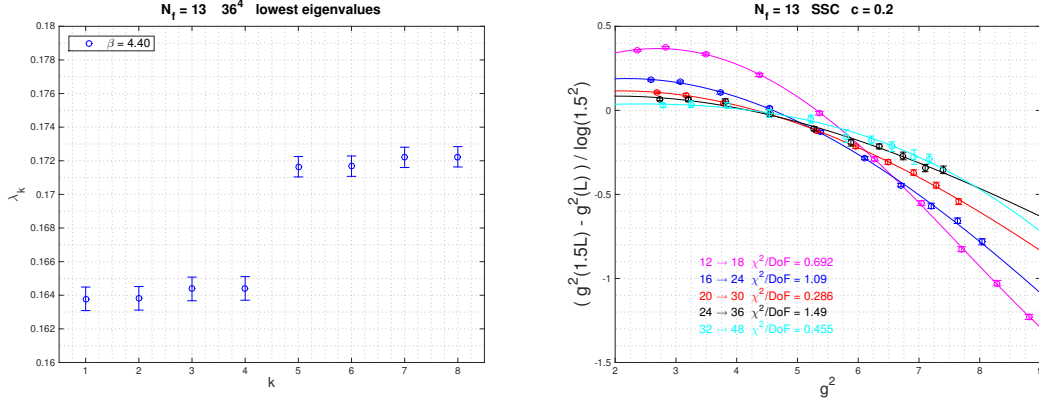 N_f = 13 36^4 lowest eigenvalues
β = 4.40
0.18
0.178
0.176
0.174
0.172
0.17
0.168
0.166
0.164
0.162
0.16
λ_k
1 2 3 4 5 6 7 8
k
N_f = 13 SSC c = 0.2
0.5
0
-0.5
-1
-1.5
( g^2(1.5L) - g^2(L) ) / log(1.5^2)
12 → 18 χ^2/DoF = 0.692
16 → 24 χ^2/DoF = 1.09
20 → 30 χ^2/DoF = 0.286
24 → 36 χ^2/DoF = 1.49
32 → 48 χ^2/DoF = 0.455
2 3 4 5 6 7 8 9
g^2